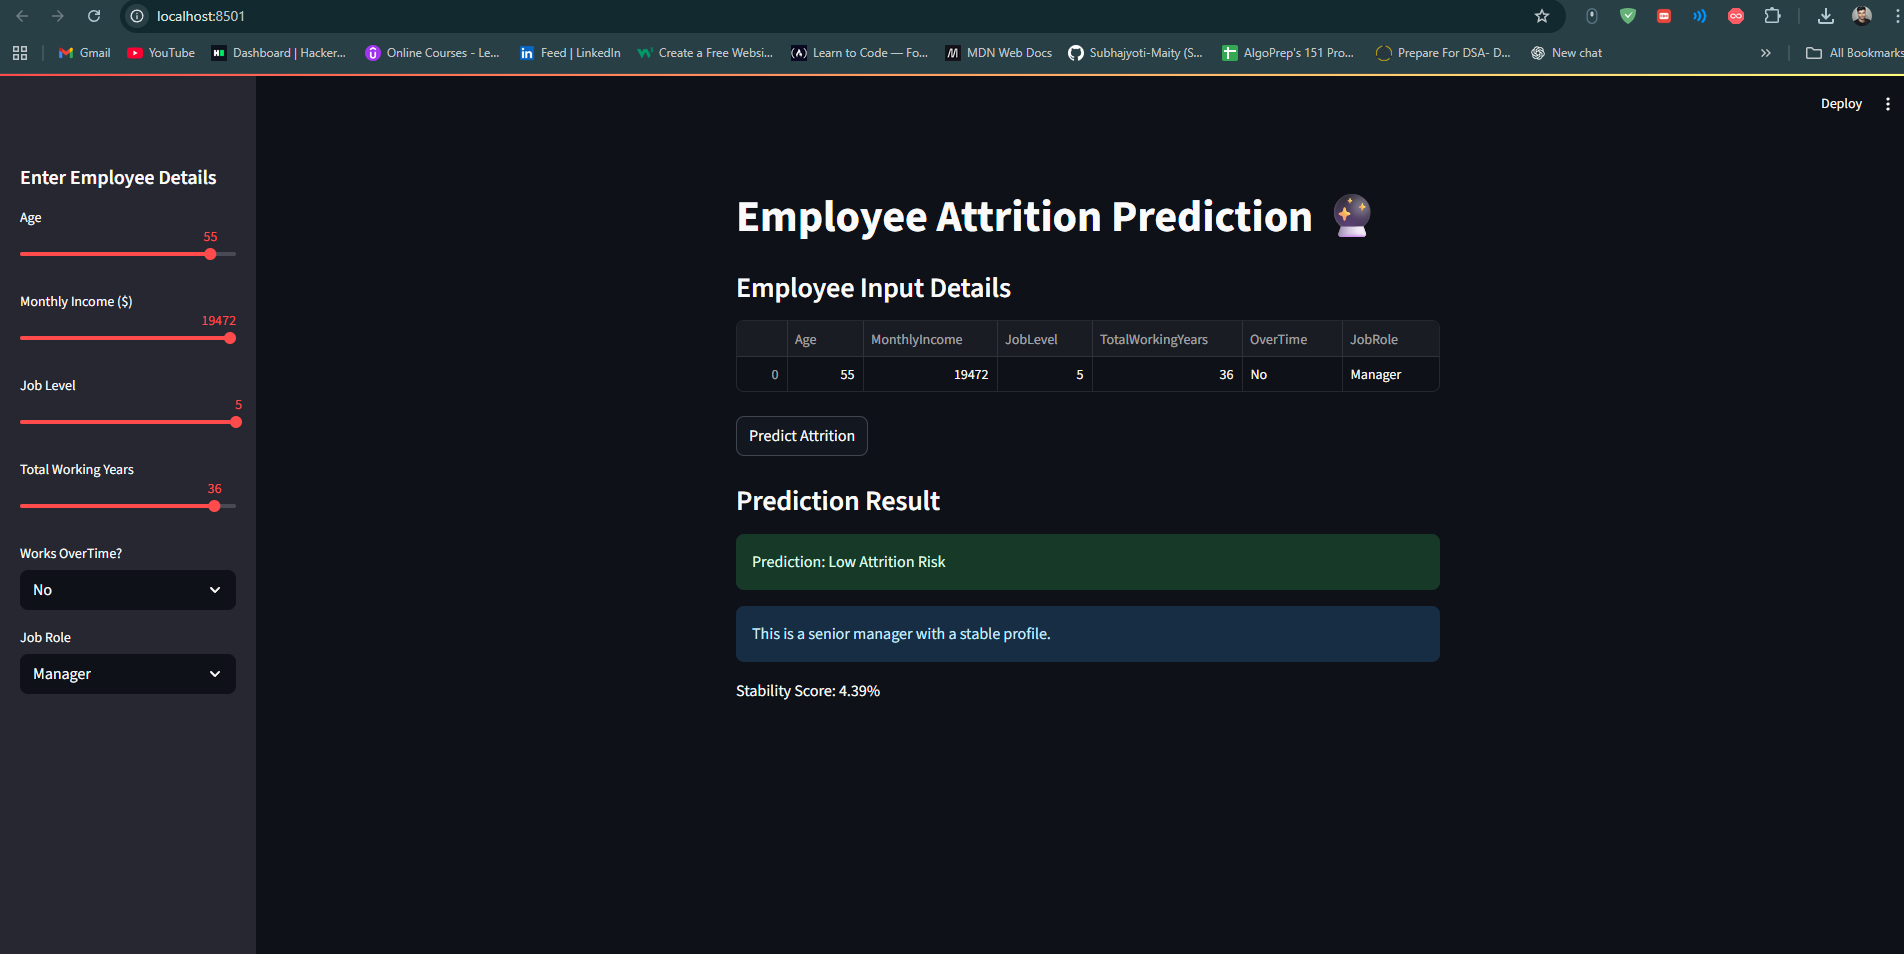 localhost:8501
Gmail YouTube Dashboard | Hacker... Online Courses - Le... Feed | LinkedIn Create a Free Websi... Learn to Code — Fo... MDN Web Docs Subhajyoti-Maity (S... AlgoPrep's 151 Pro... Prepare For DSA- D... New chat » All Bookmarks
Deploy
Enter Employee Details
Age
55
Monthly Income ($)
19472
Job Level
5
Total Working Years
36
Works OverTime?
No
Job Role
Manager
Employee Attrition Prediction
Employee Input Details
Age MonthlyIncome JobLevel TotalWorkingYears OverTime JobRole
0 55 19472 5 36 No Manager
Predict Attrition
Prediction Result
Prediction: Low Attrition Risk
This is a senior manager with a stable profile.
Stability Score: 4.39%